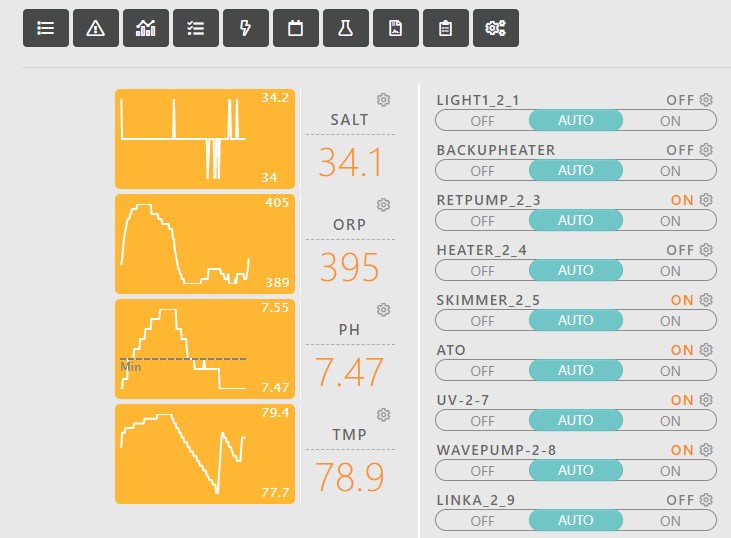 34.2
34
SALT
34.1
405
389
ORP
395
7.55
Min
7.47
PH
7.47
79.4
77.7
TMP
78.9
LIGHT1_2_1 OFF
OFF AUTO ON
BACKUPHEATER OFF
OFF AUTO ON
RETPUMP_2_3 ON
OFF AUTO ON
HEATER_2_4 OFF
OFF AUTO ON
SKIMMER_2_5 ON
OFF AUTO ON
ATO ON
OFF AUTO ON
UV-2-7 ON
OFF AUTO ON
WAVEPUMP-2-8 ON
OFF AUTO ON
LINKA_2_9 OFF
OFF AUTO ON